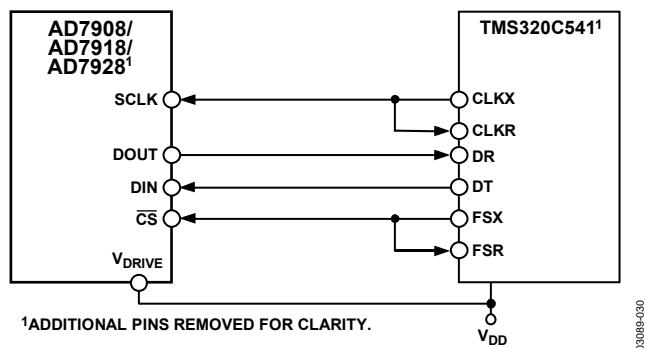 AD7908/
AD7918/
AD7928¹
SCLK
DOUT
DIN
CS
VDRIVE
TMS320C541¹
CLKX
CLKR
DR
DT
FSX
FSR
VDD
¹ADDITIONAL PINS REMOVED FOR CLARITY.
03089-030